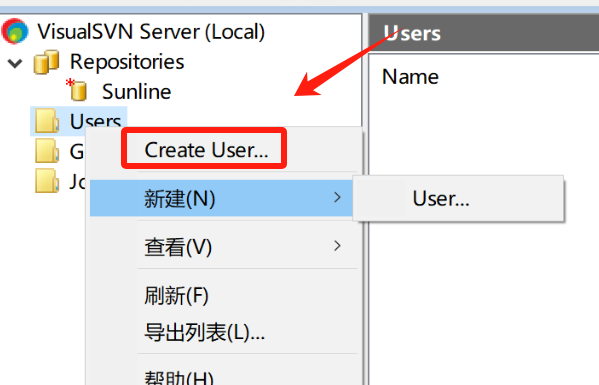 VisualSVN Server (Local)
Users
Repositories
Name
Sunline
Users
G
Create User...
Jo
新建(N)
User...
查看(V)
刷新(F)
导出列表(L)...
帮助(H)